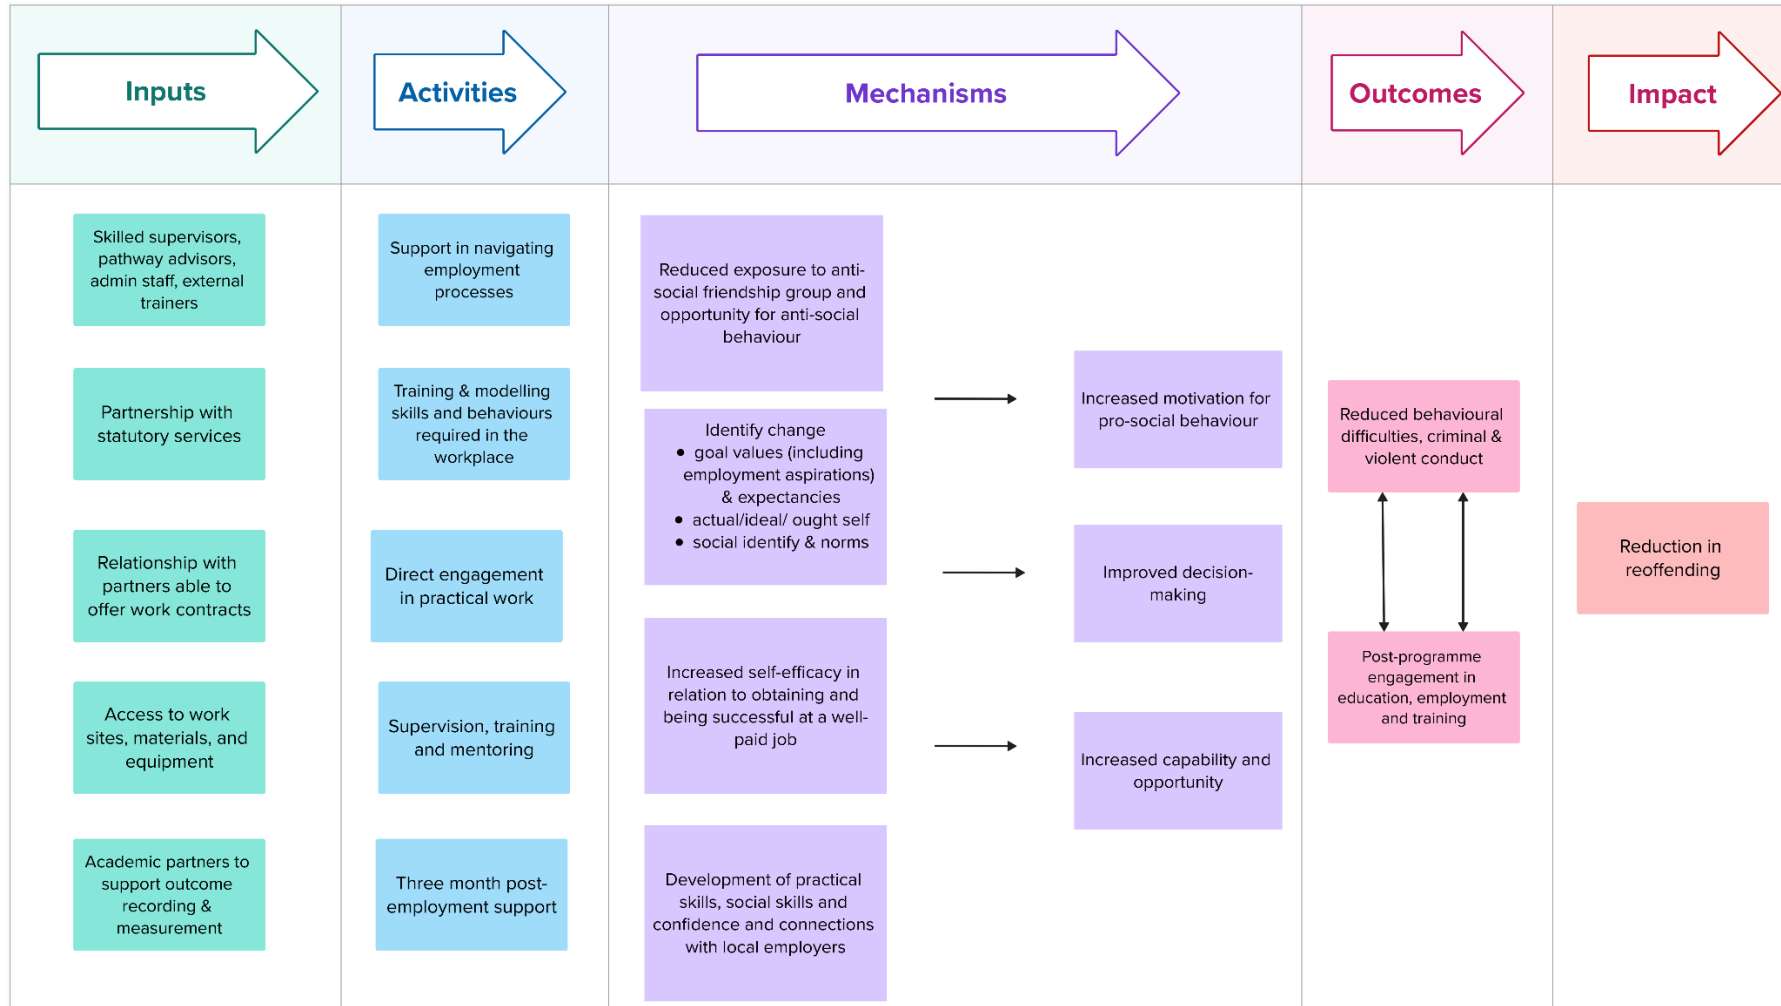 Inputs
Activities
Mechanisms
Outcomes
Impact
Skilled supervisors,
pathway advisors,
admin staff, external
trainers
Partnership with
statutory services
Relationship with
partners able to
offer work contracts
Access to work
sites, materials, and
equipment
Academic partners to
support outcome
recording &
measurement
Support in navigating
employment
processes
Training & modelling
skills and behaviours
required in the
workplace
Direct engagement
in practical work
Supervision, training
and mentoring
Three month post-
employment support
Reduced exposure to anti-
social friendship group and
opportunity for anti-social
behaviour
Identify change
• goal values (including
employment aspirations)
& expectancies
• actual/ideal/ ought self
• social identify & norms
Increased self-efficacy in
relation to obtaining and
being successful at a well-
paid job
Development of practical
skills, social skills and
confidence and connections
with local employers
Increased motivation for
pro-social behaviour
Improved decision-
making
Increased capability and
opportunity
Reduced behavioural
difficulties, criminal &
violent conduct
Post-programme
engagement in
education, employment
and training
Reduction in
reoffending